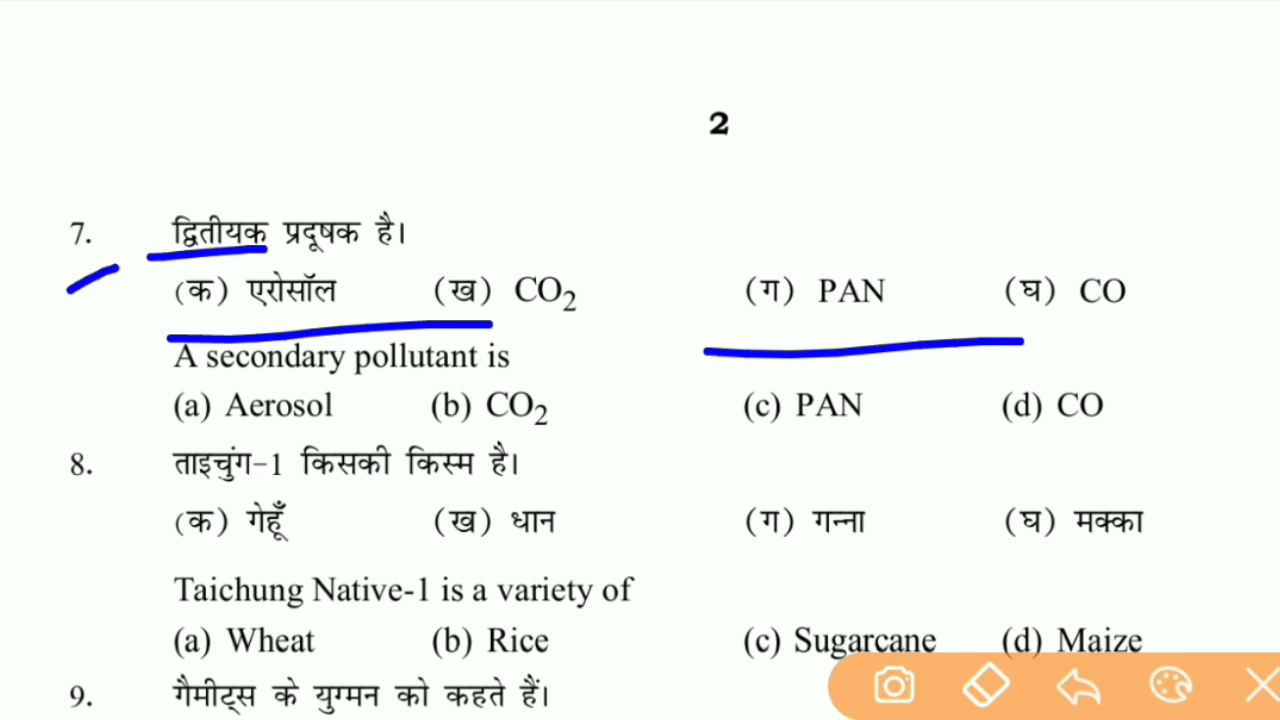 2
7. द्वितीयक प्रदूषक है।
(क) एरोसॉल (ख) CO₂ (ग) PAN (घ) CO
A secondary pollutant is
(a) Aerosol (b) CO₂ (c) PAN (d) CO
8. ताइचुंग-1 किसकी किस्म है।
(क) गेहूँ (ख) धान (ग) गन्ना (घ) मक्का
Taichung Native-1 is a variety of
(a) Wheat (b) Rice (c) Sugarcane (d) Maize
9. गैमीट्स के युग्मन को कहते हैं।